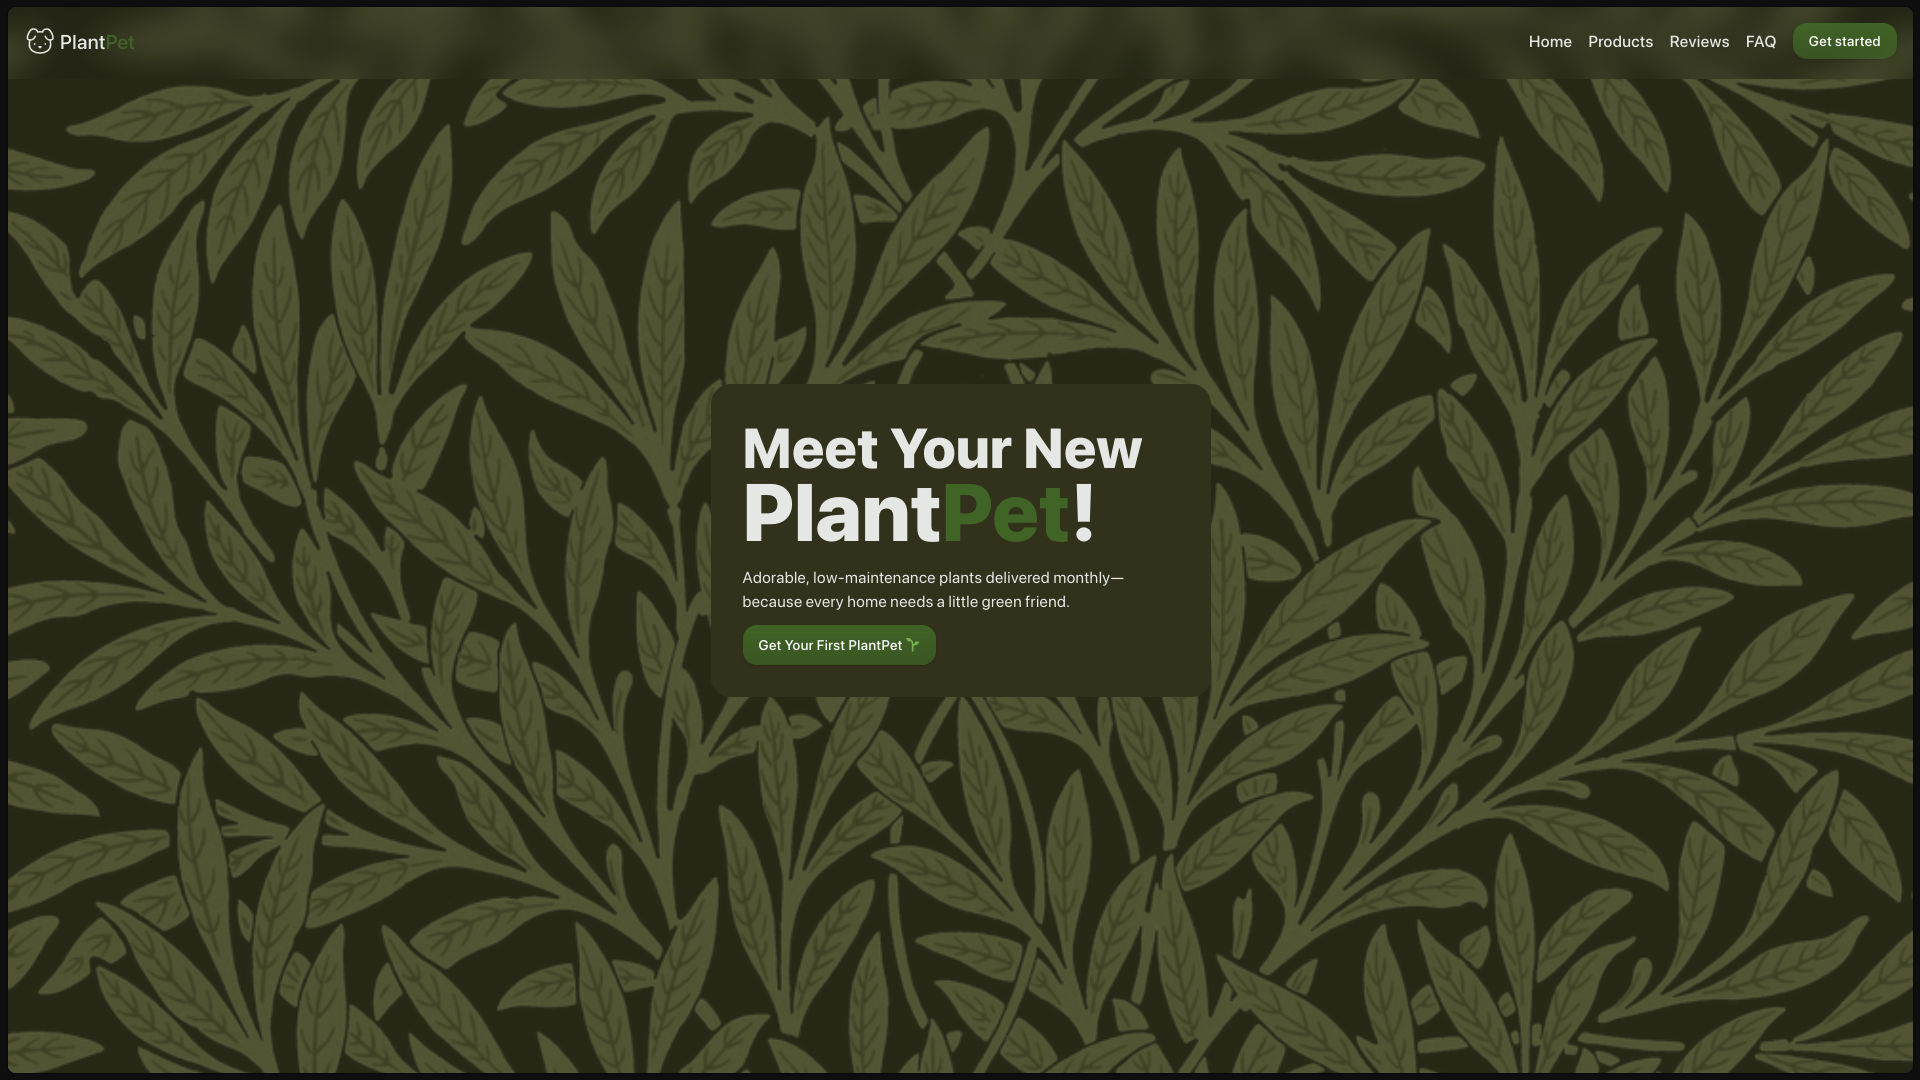 PlantPet
Home Products Reviews FAQ Get started
Meet Your New
PlantPet!
Adorable, low-maintenance plants delivered monthly—
because every home needs a little green friend.
Get Your First PlantPet 🌱